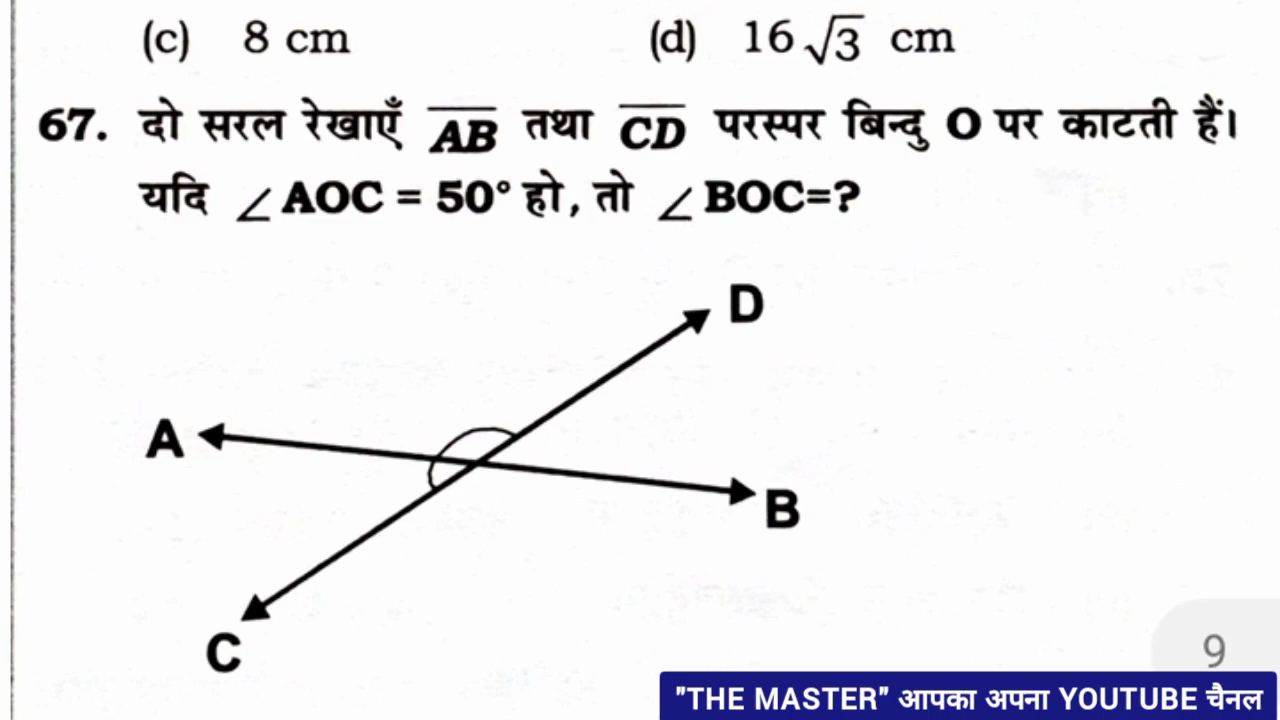 (c) 8 cm (d) 16√3 cm
67. दो सरल रेखाएँ AB तथा CD परस्पर बिन्दु O पर काटती हैं।
यदि ∠AOC = 50° हो, तो ∠BOC=?
D
A
B
C
9
"THE MASTER" आपका अपना YOUTUBE चैनल